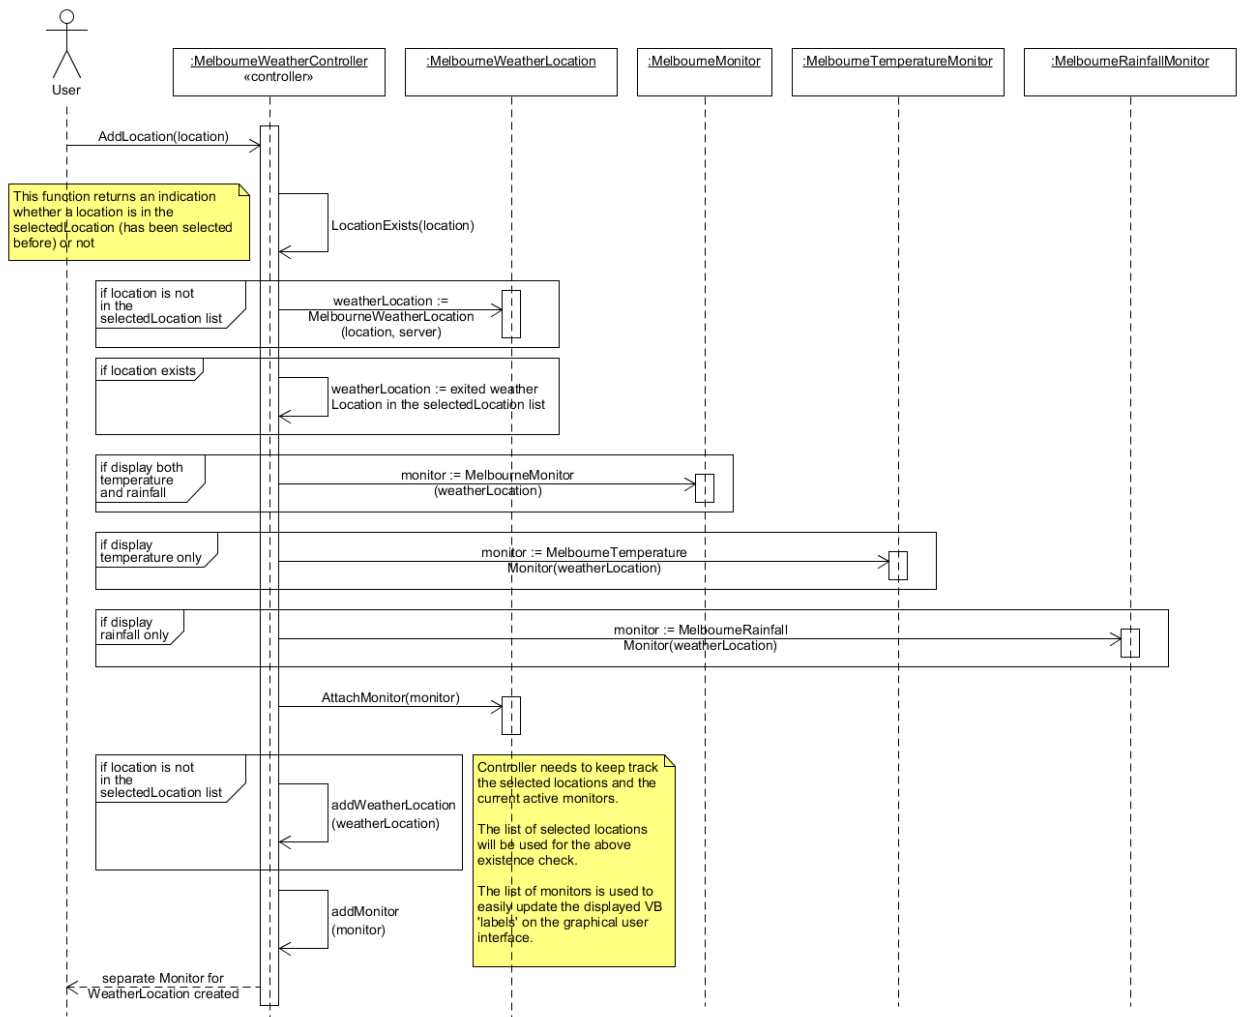 :MelbourneWeatherController
«controller»
:MelbourneWeatherLocation
:MelbourneMonitor
:MelbourneTemperatureMonitor
:MelbourneRainfallMonitor
User
AddLocation(location)
This function returns an indication
whether a location is in the
selectedLocation (has been selected
before) or not
LocationExists(location)
if location is not
in the
selectedLocation list
weatherLocation :=
MelbourneWeatherLocation
(location, server)
if location exists
weatherLocation := exited weather
Location in the selectedLocation list
if display both
temperature
and rainfall
monitor := MelbourneMonitor
(weatherLocation)
if display
temperature only
monitor := MelbourneTemperature
Monitor(weatherLocation)
if display
rainfall only
monitor := MelbourneRainfall
Monitor(weatherLocation)
AttachMonitor(monitor)
if location is not
in the
selectedLocation list
addWeatherLocation
(weatherLocation)
Controller needs to keep track
the selected locations and the
current active monitors.
The list of selected locations
will be used for the above
existence check.
The list of monitors is used to
easily update the displayed VB
'labels' on the graphical user
interface.
addMonitor
(monitor)
separate Monitor for
WeatherLocation created